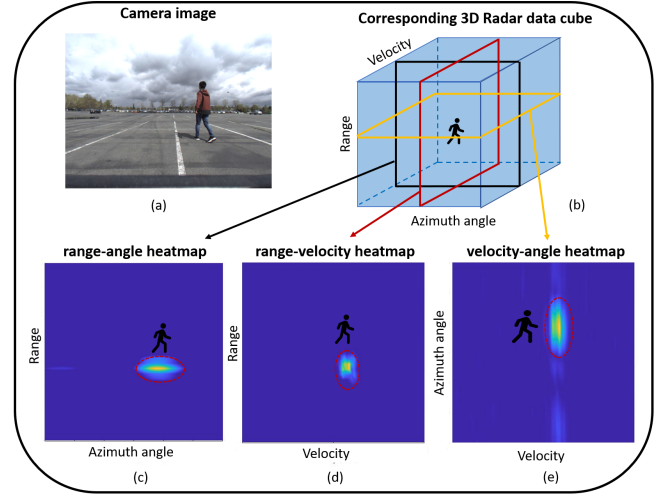 Camera image
Corresponding 3D Radar data cube
Velocity
Range
Azimuth angle
(a)
(b)
range-angle heatmap
range-velocity heatmap
velocity-angle heatmap
Range
Range
Azimuth angle
Azimuth angle
Velocity
Velocity
(c)
(d)
(e)